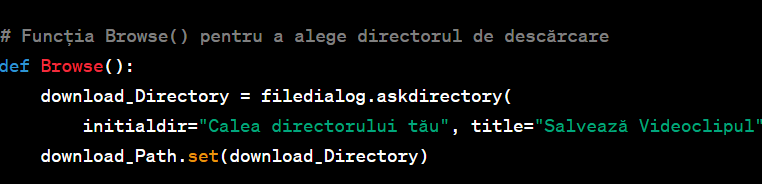 # Funcția Browse() pentru a alege directorul de descărcare
def Browse():
    download_Directory = filedialog.askdirectory(
        initialdir="Calea directorului tău", title="Salvează Videoclipul"
    download_Path.set(download_Directory)